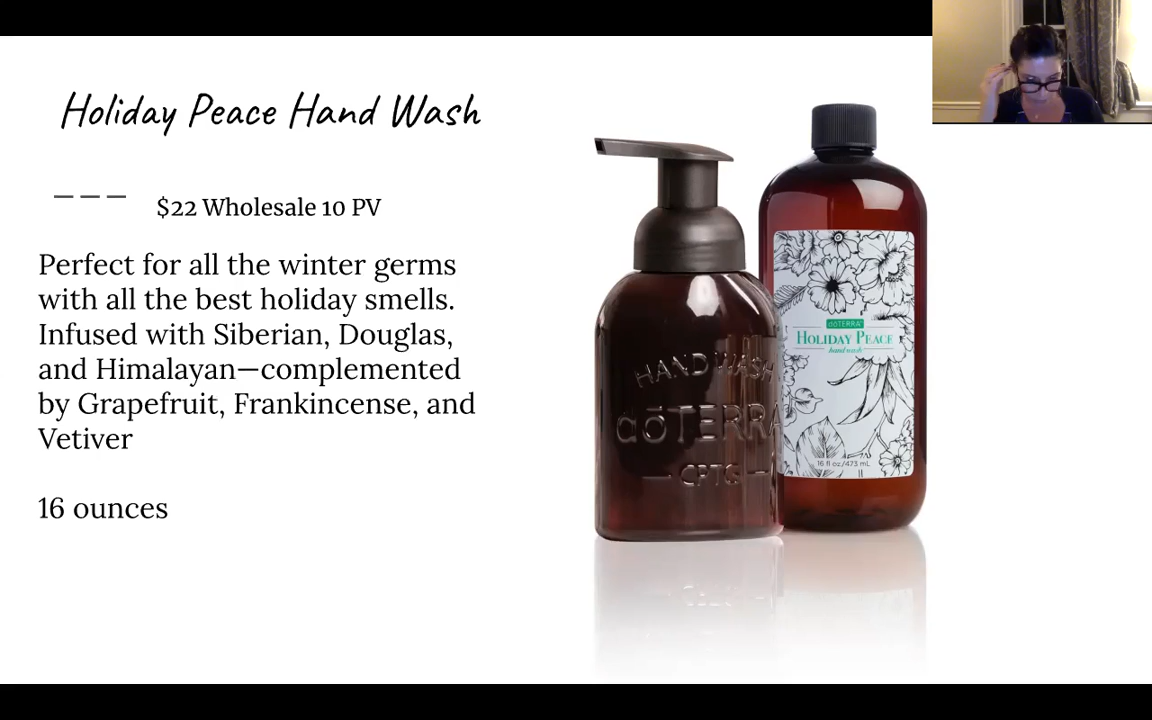 Holiday Peace Hand Wash
$22 Wholesale 10 PV
Perfect for all the winter germs
with all the best holiday smells.
Infused with Siberian, Douglas,
and Himalayan—complemented
by Grapefruit, Frankincense, and
Vetiver
16 ounces
HAND WASH
dōTERRA
CPTG
dōTERRA
HOLIDAY PEACE
hand wash
16 fl oz/473 mL